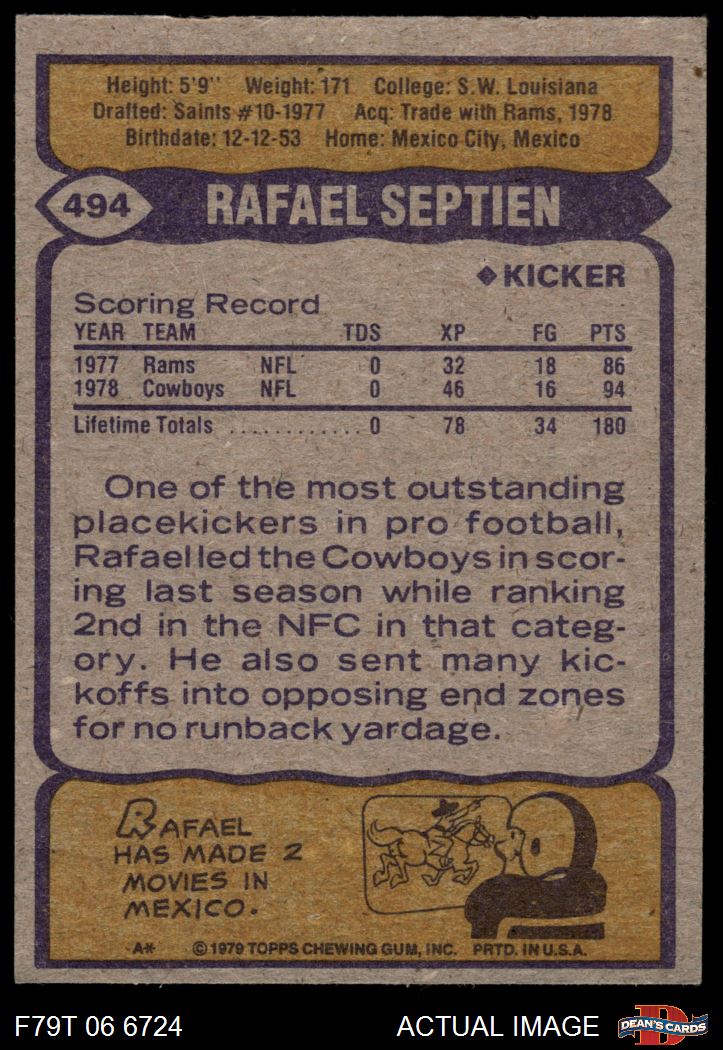 Height: 5'9" Weight: 171 College: S.W. Louisiana
Drafted: Saints #10-1977 Acq: Trade with Rams, 1978
Birthdate: 12-12-53 Home: Mexico City, Mexico
494 RAFAEL SEPTIEN
KICKER
Scoring Record
YEAR TEAM TDS XP FG PTS
1977 Rams NFL 0 32 18 86
1978 Cowboys NFL 0 46 16 94
Lifetime Totals ............ 0 78 34 180
One of the most outstanding
placekickers in pro football,
Rafael led the Cowboys in scor-
ing last season while ranking
2nd in the NFC in that categ-
ory. He also sent many kic-
koffs into opposing end zones
for no runback yardage.
RAFAEL
HAS MADE 2
MOVIES IN
MEXICO.
A* © 1979 TOPPS CHEWING GUM, INC. PRTD. IN U.S.A.
F79T 06 6724 ACTUAL IMAGE D DEAN'S CARDS